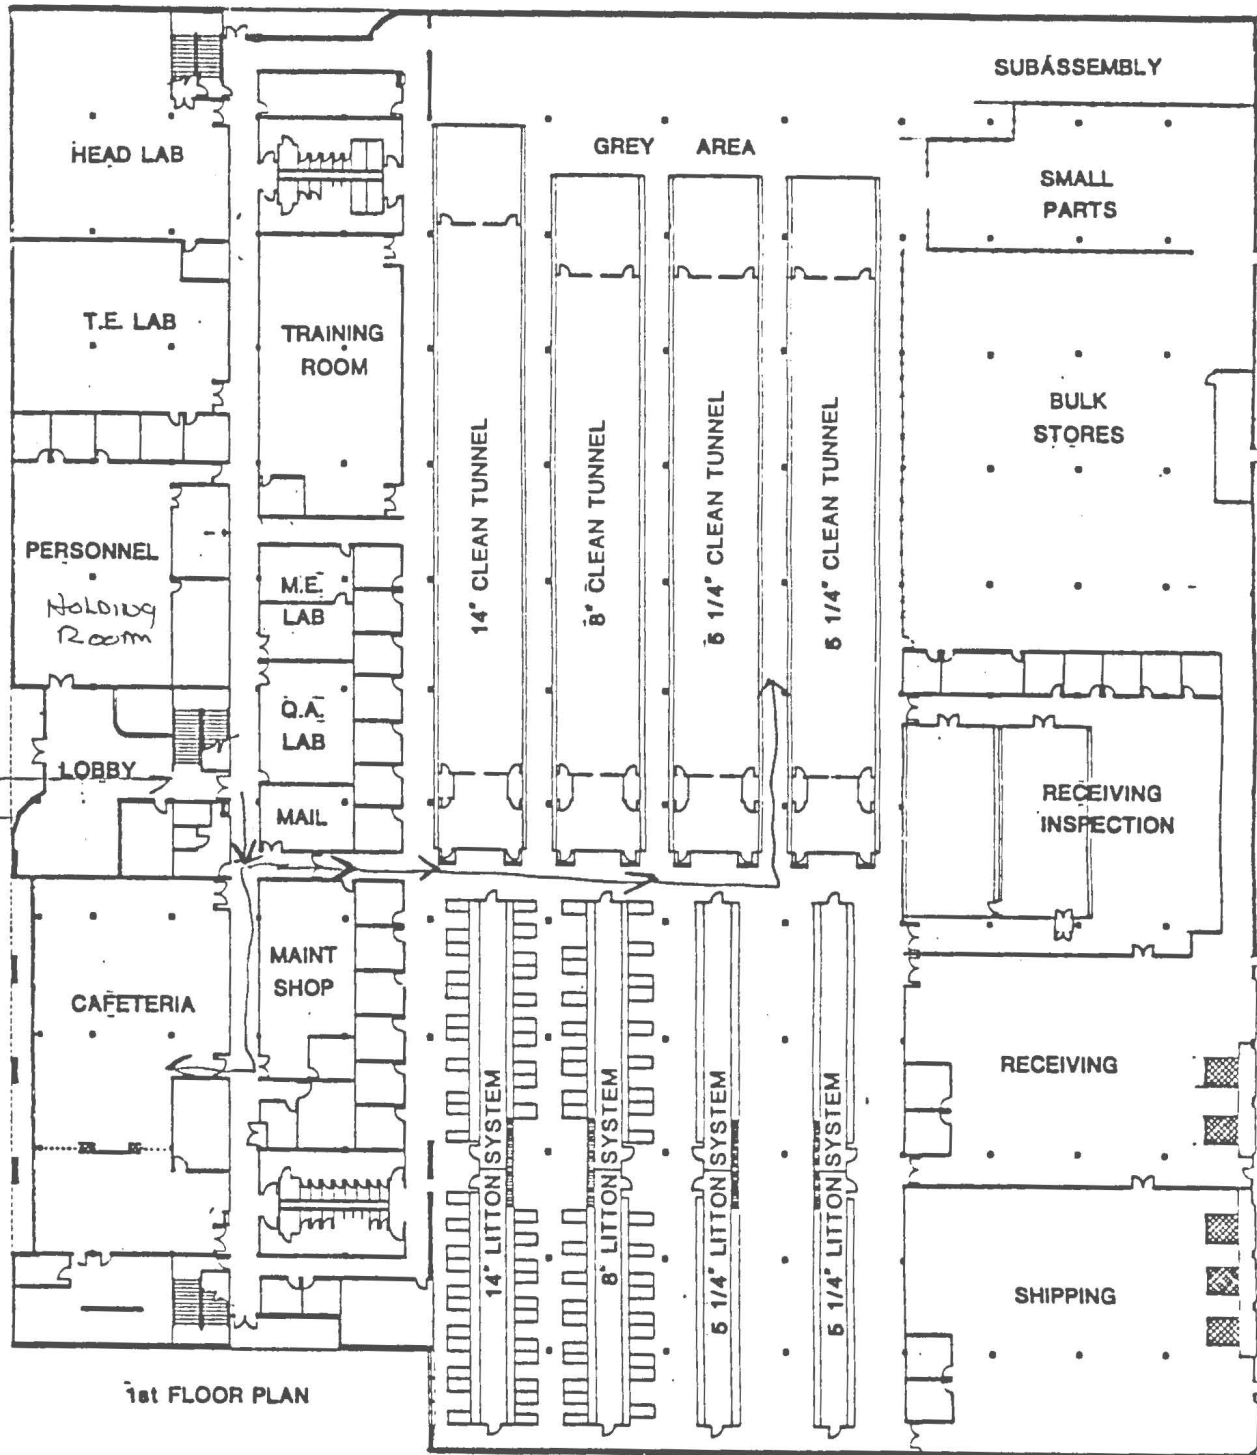 SUBASSEMBLY
HEAD LAB
GREY AREA
SMALL
PARTS
T.E. LAB
TRAINING
ROOM
BULK
STORES
14" CLEAN TUNNEL
8" CLEAN TUNNEL
5 1/4" CLEAN TUNNEL
5 1/4" CLEAN TUNNEL
PERSONNEL
HOLDING
ROOM
M.E.
LAB
Q.A.
LAB
LOBBY
MAIL
RECEIVING
INSPECTION
MAINT
SHOP
CAFETERIA
14" LITTON SYSTEM
8" LITTON SYSTEM
5 1/4" LITTON SYSTEM
5 1/4" LITTON SYSTEM
RECEIVING
SHIPPING
1st FLOOR PLAN